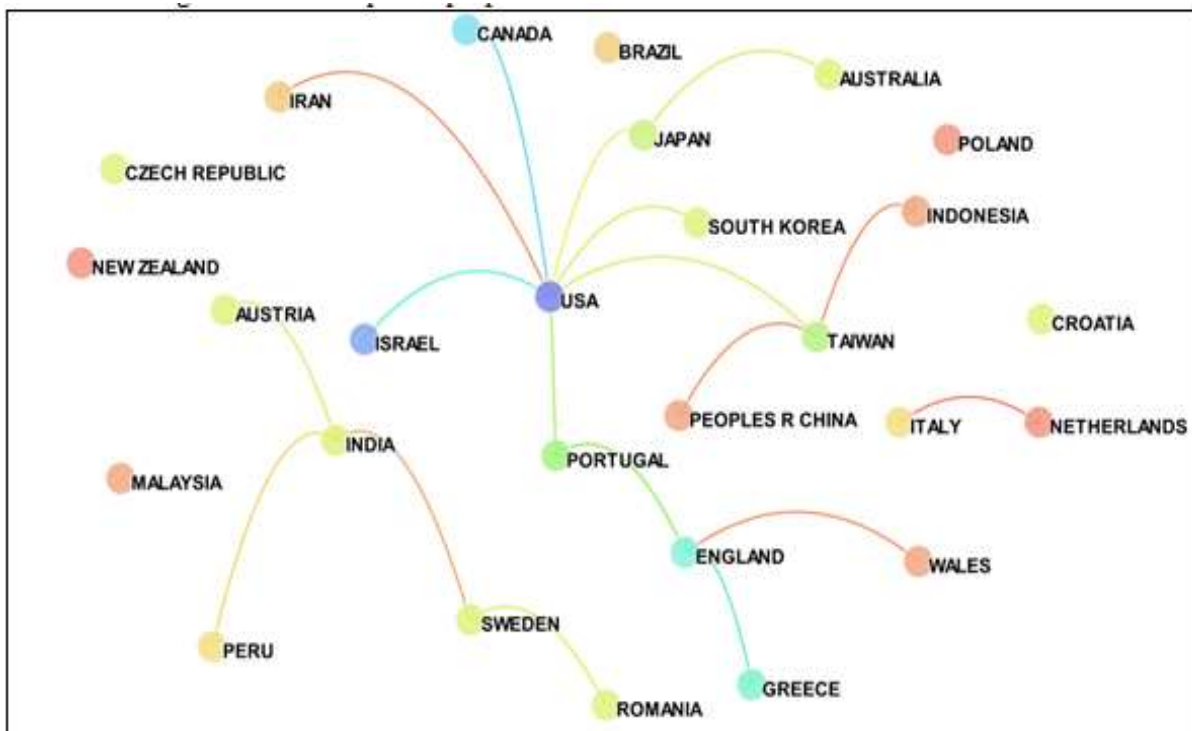 CANADA
BRAZIL
AUSTRALIA
IRAN
JAPAN
POLAND
CZECH REPUBLIC
INDONESIA
SOUTH KOREA
NEW ZEALAND
USA
AUSTRIA
CROATIA
ISRAEL
TAIWAN
PEOPLES R CHINA
ITALY
NETHERLANDS
INDIA
PORTUGAL
MALAYSIA
ENGLAND
WALES
SWEDEN
PERU
GREECE
ROMANIA